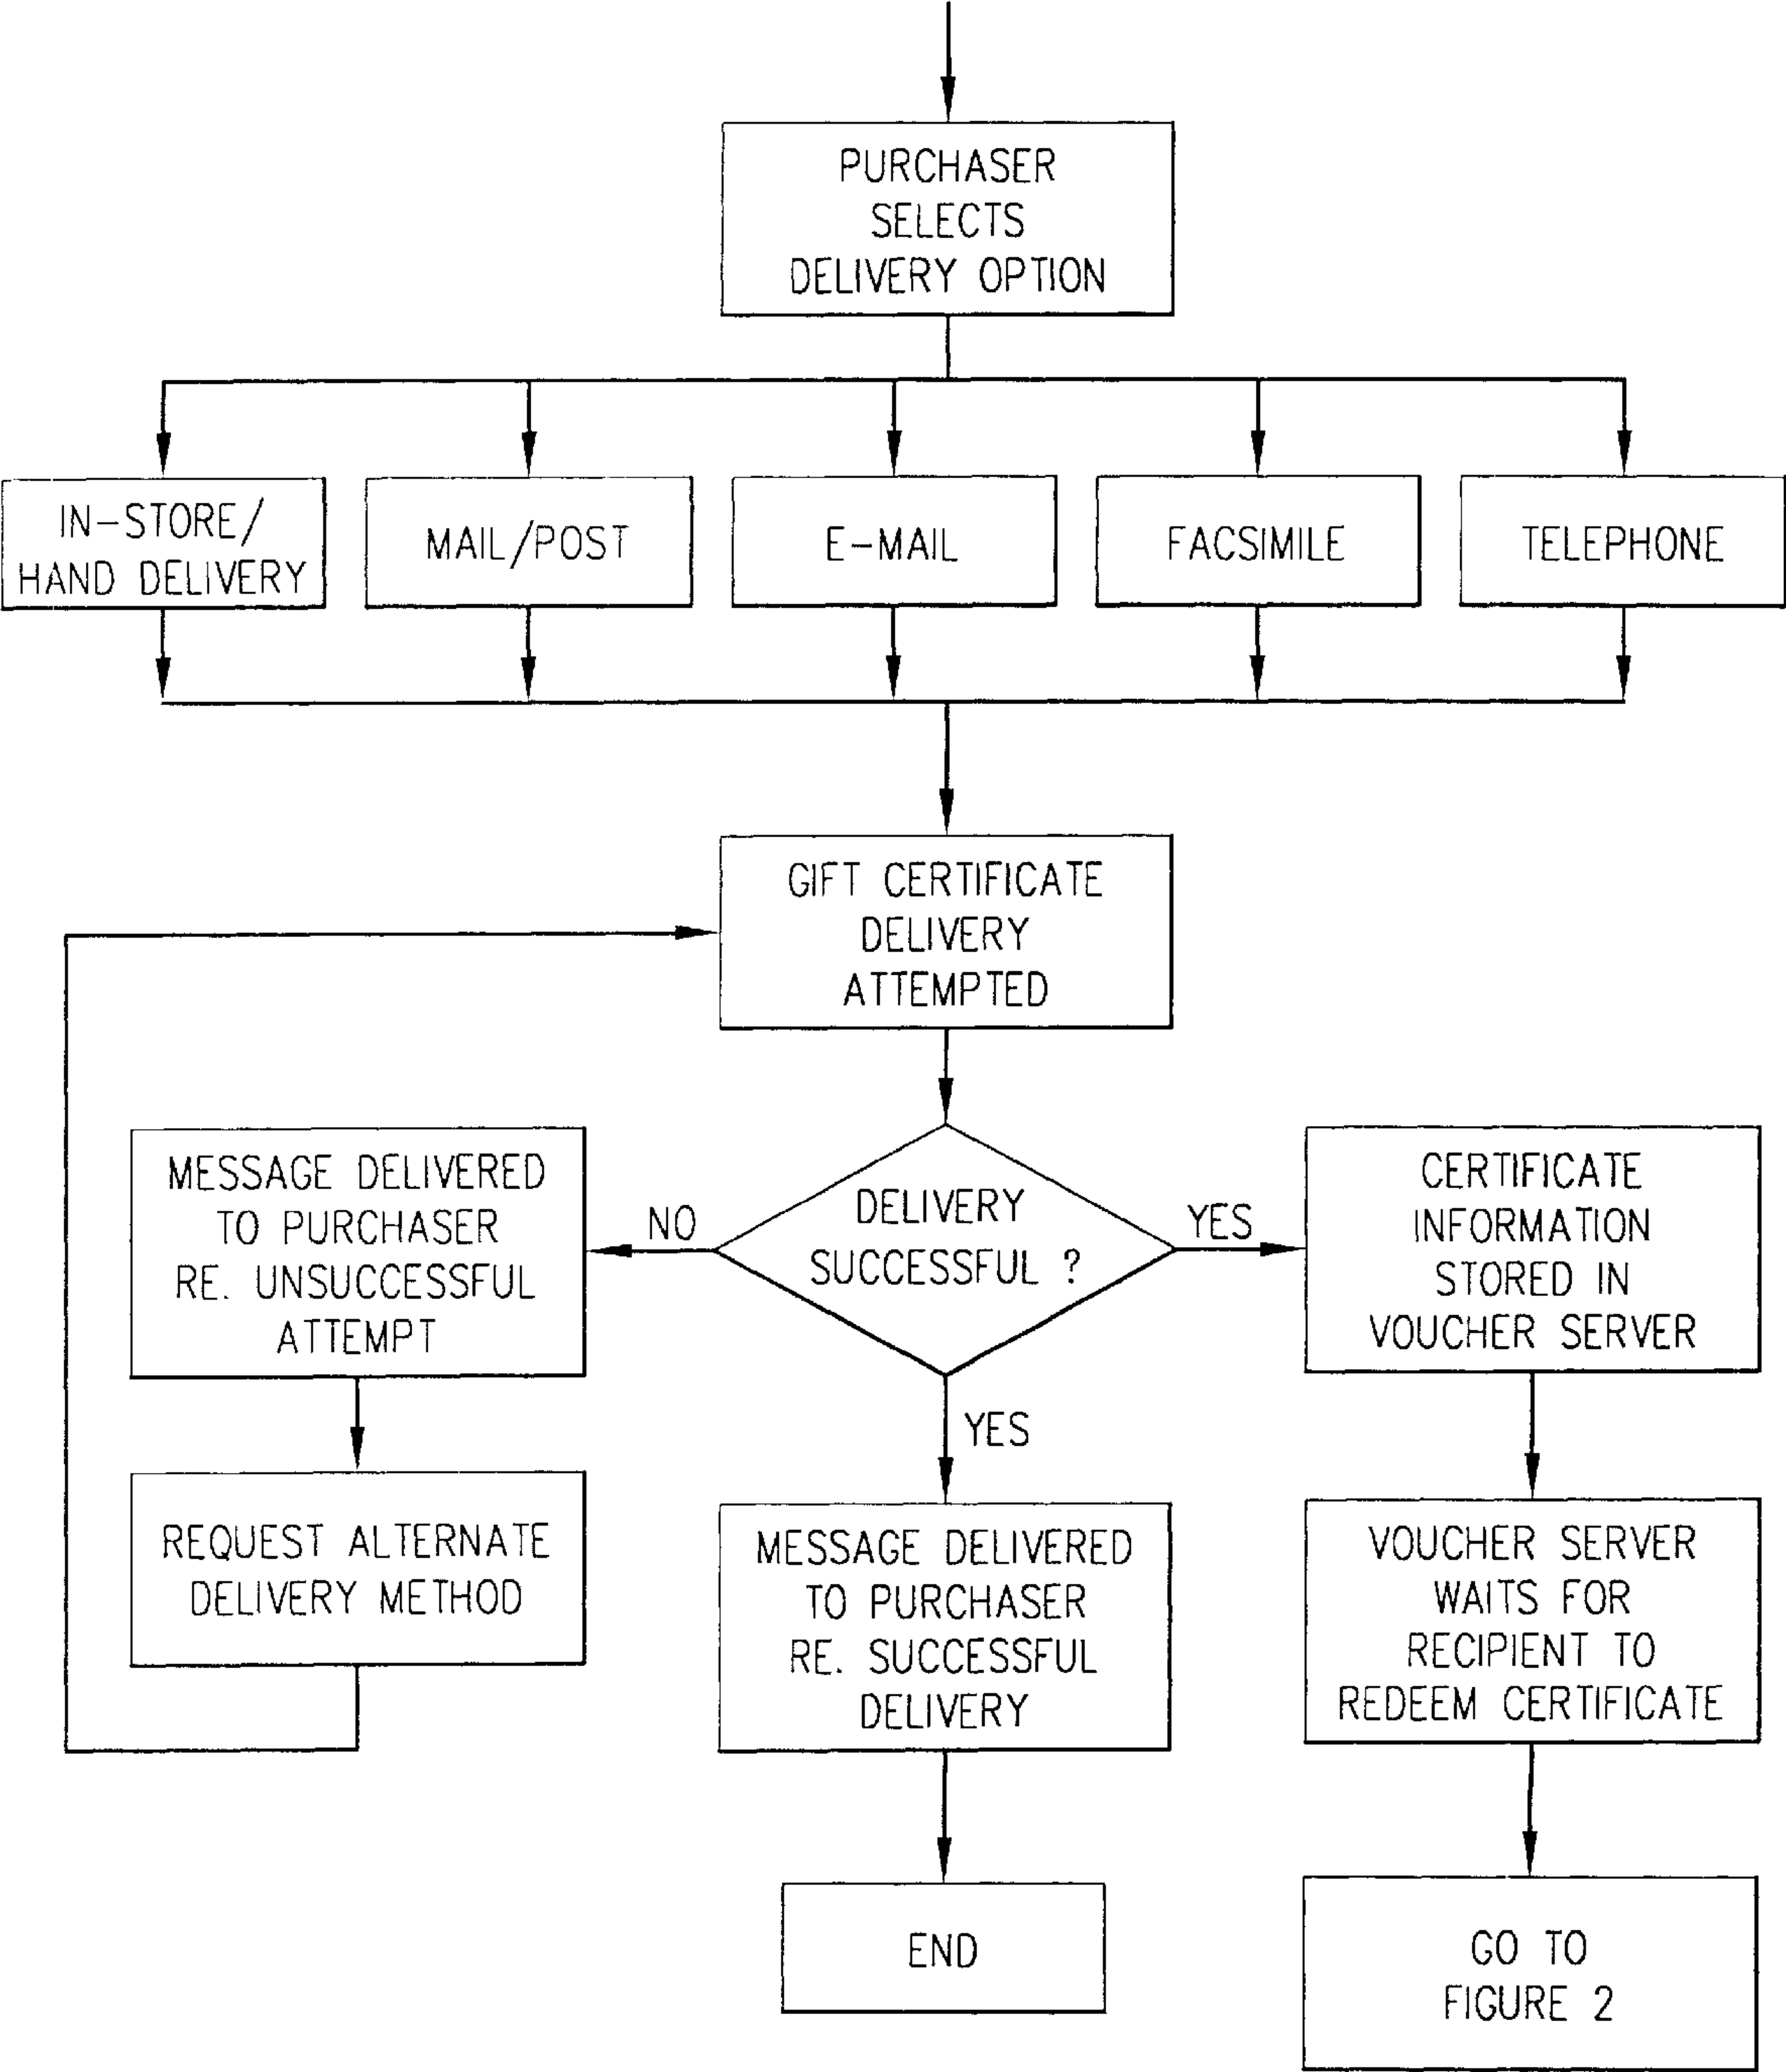 PURCHASER
SELECTS
DELIVERY OPTION
IN-STORE/
HAND DELIVERY
MAIL/POST
E-MAIL
FACSIMILE
TELEPHONE
GIFT CERTIFICATE
DELIVERY
ATTEMPTED
MESSAGE DELIVERED
TO PURCHASER
RE. UNSUCCESSFUL
ATTEMPT
NO
DELIVERY
SUCCESSFUL ?
YES
CERTIFICATE
INFORMATION
STORED IN
VOUCHER SERVER
YES
REQUEST ALTERNATE
DELIVERY METHOD
MESSAGE DELIVERED
TO PURCHASER
RE. SUCCESSFUL
DELIVERY
VOUCHER SERVER
WAITS FOR
RECIPIENT TO
REDEEM CERTIFICATE
END
GO TO
FIGURE 2